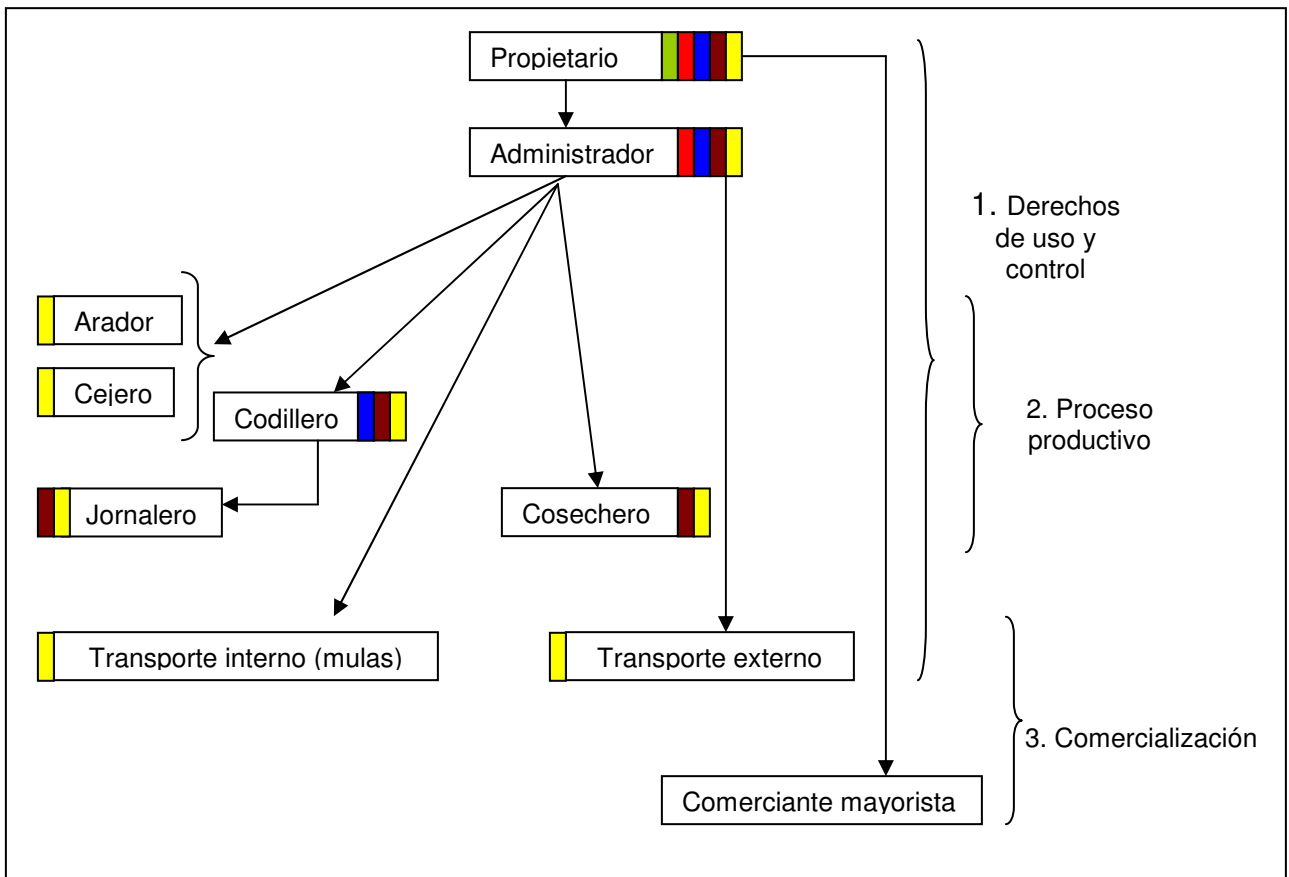 Propietario
Administrador
1. Derechos
de uso y
control
Arador
Cejero
Codillero
2. Proceso
productivo
Jornalero
Cosechero
Transporte interno (mulas)
Transporte externo
3. Comercialización
Comerciante mayorista